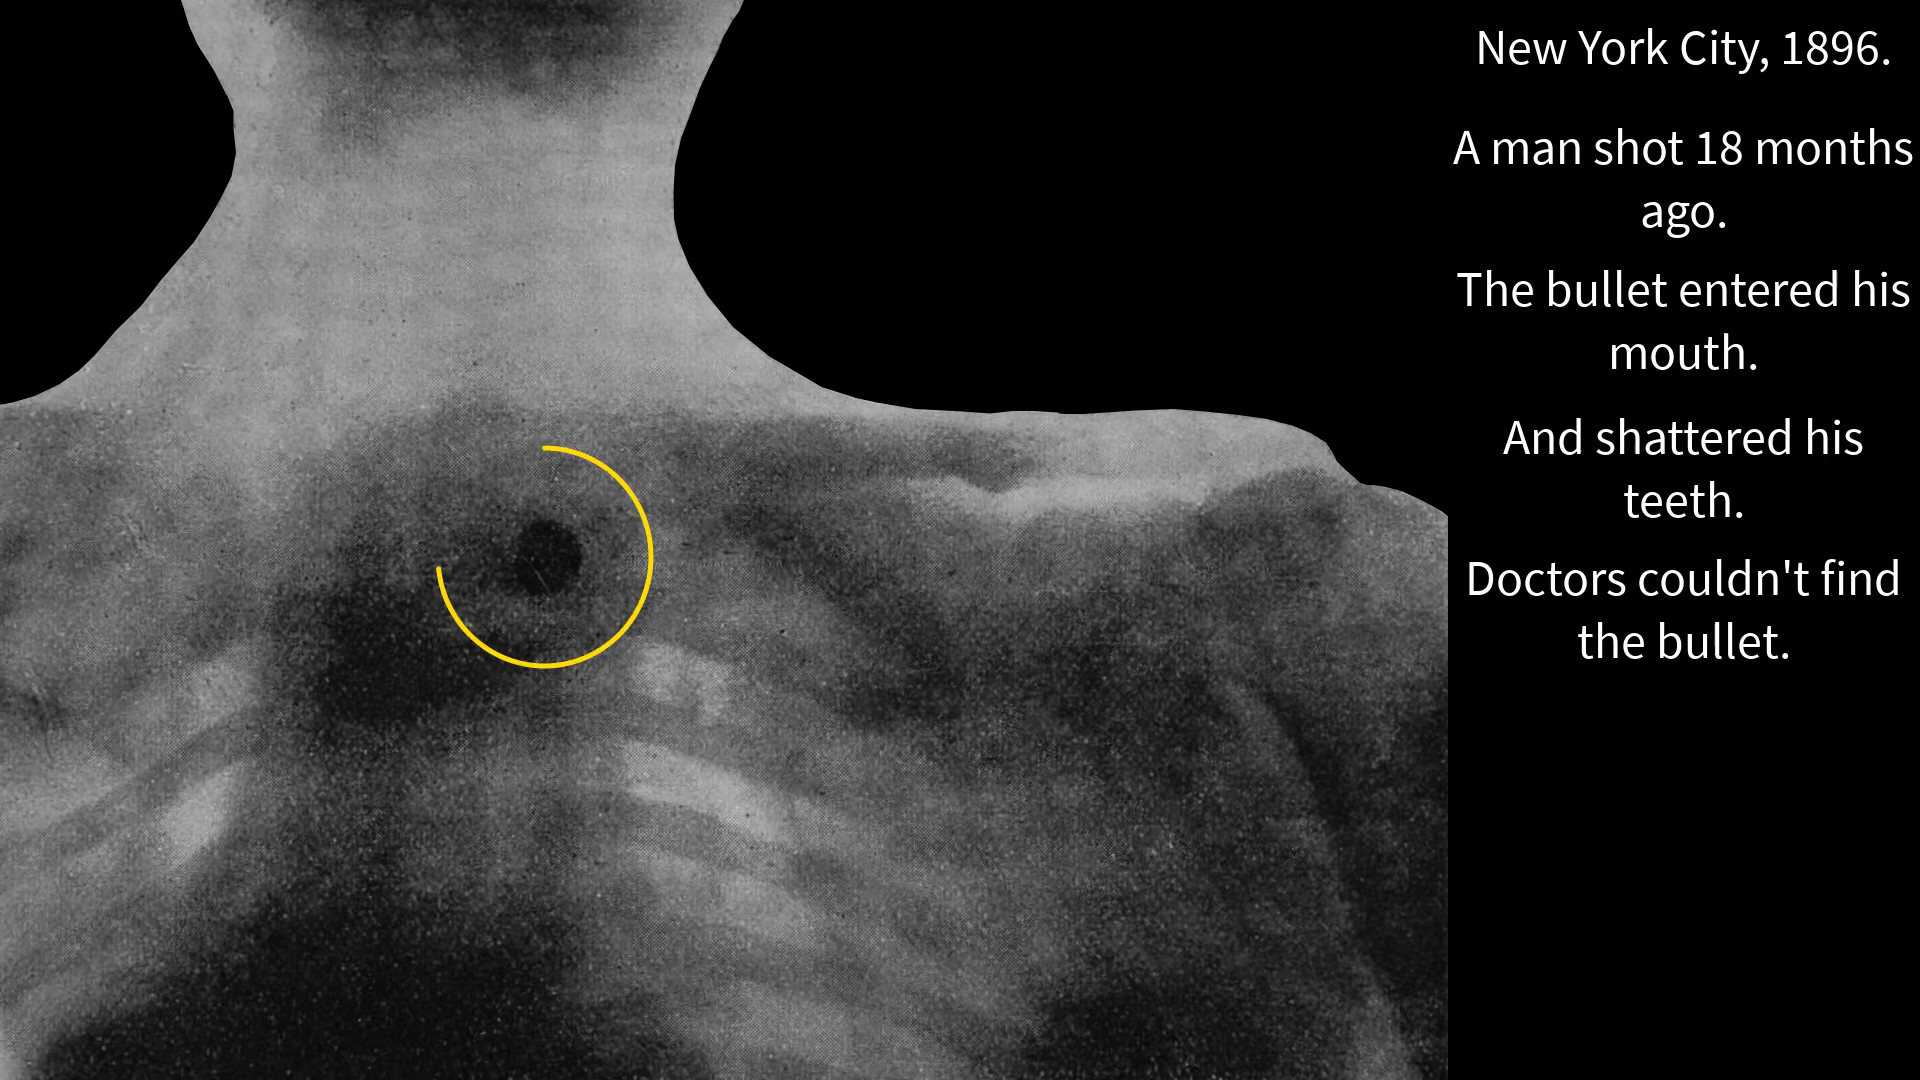 New York City, 1896.
A man shot 18 months
ago.
The bullet entered his
mouth.
And shattered his
teeth.
Doctors couldn't find
the bullet.